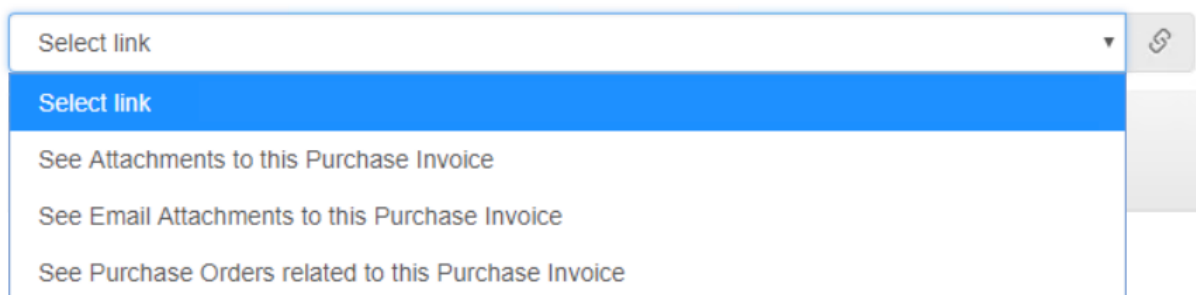 Select link
Select link
See Attachments to this Purchase Invoice
See Email Attachments to this Purchase Invoice
See Purchase Orders related to this Purchase Invoice